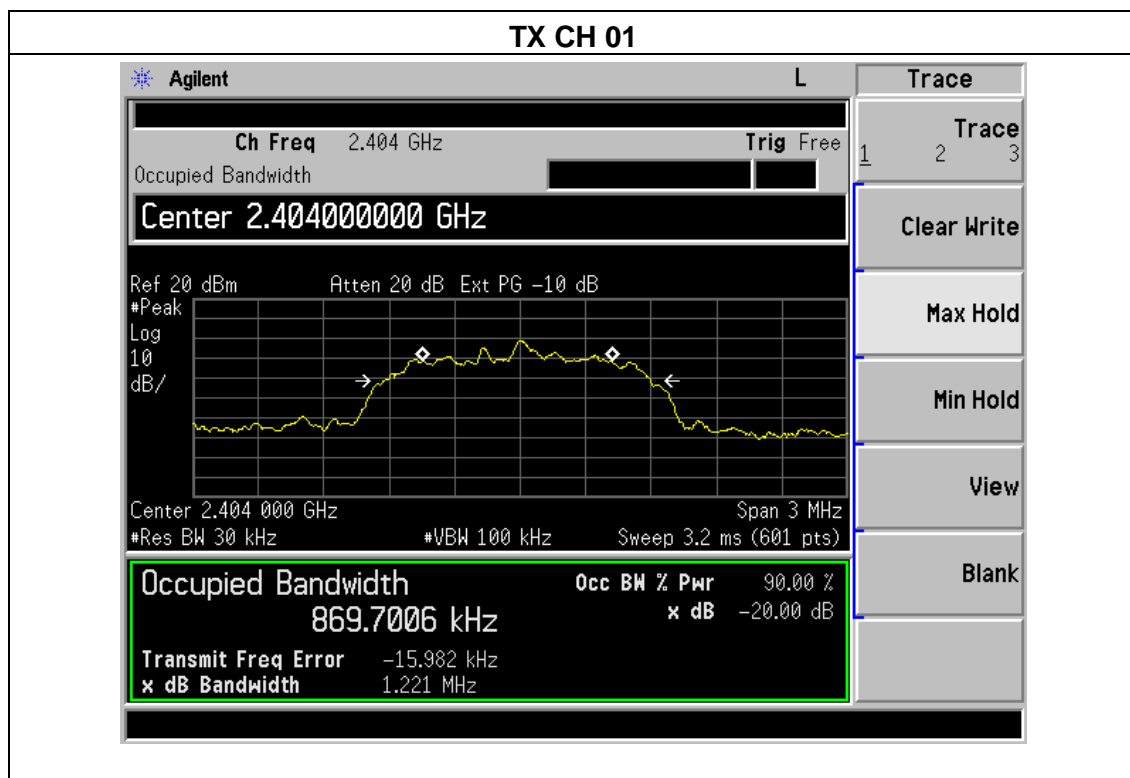 TX CH 01
Agilent L Trace
Ch Freq 2.404 GHz Trig Free
Occupied Bandwidth
Trace
1 2 3
Center 2.404000000 GHz
Clear Write
Ref 20 dBm Atten 20 dB Ext PG -10 dB
#Peak
Log
10
dB/
Max Hold
Min Hold
View
Center 2.404 000 GHz Span 3 MHz
#Res BW 30 kHz #VBW 100 kHz Sweep 3.2 ms (601 pts)
Occupied Bandwidth Occ BW % Pwr 90.00 %
869.7006 kHz x dB -20.00 dB
Blank
Transmit Freq Error -15.982 kHz
x dB Bandwidth 1.221 MHz